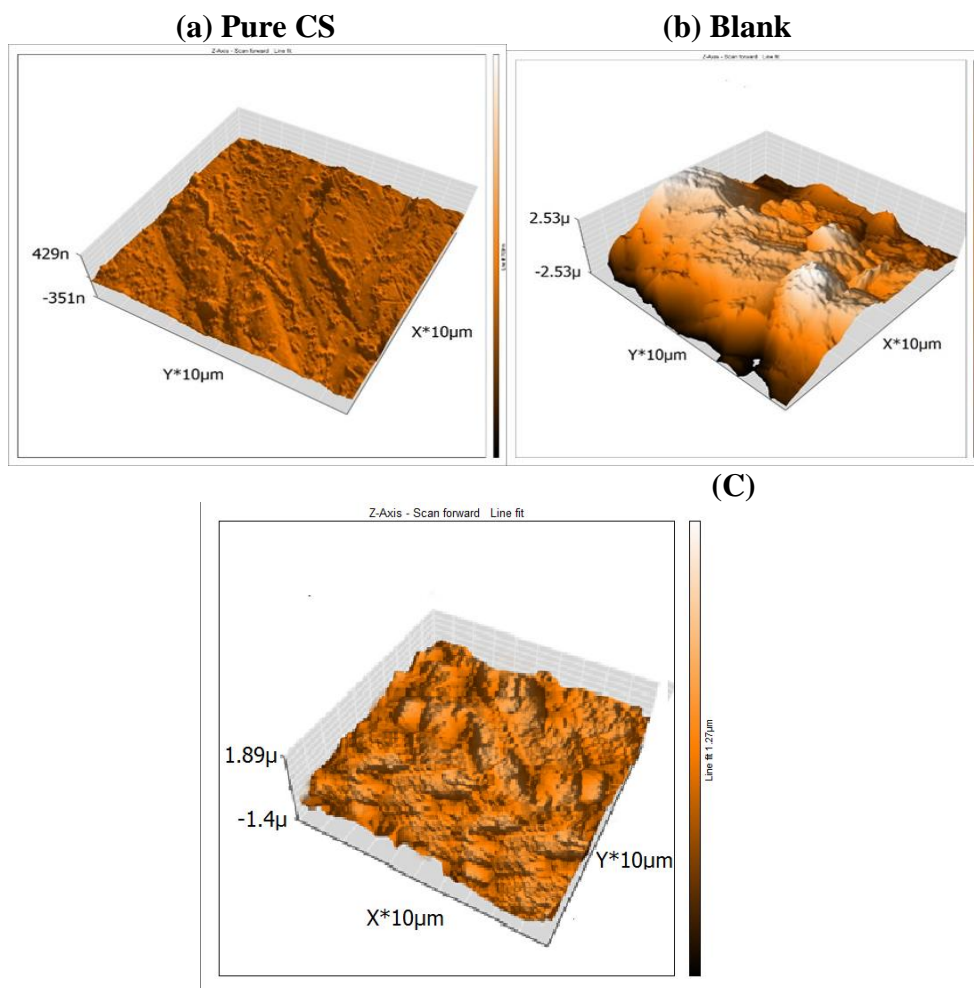 (a) Pure CS
Z-Axis - Scan forward Line fit
429n
-351n
Y*10µm
X*10µm
(b) Blank
Z-Axis - Scan forward Line fit
2.53µ
-2.53µ
Y*10µm
X*10µm
(C)
Z-Axis - Scan forward Line fit
1.89µ
-1.4µ
X*10µm
Y*10µm
Line fit 1.27µm